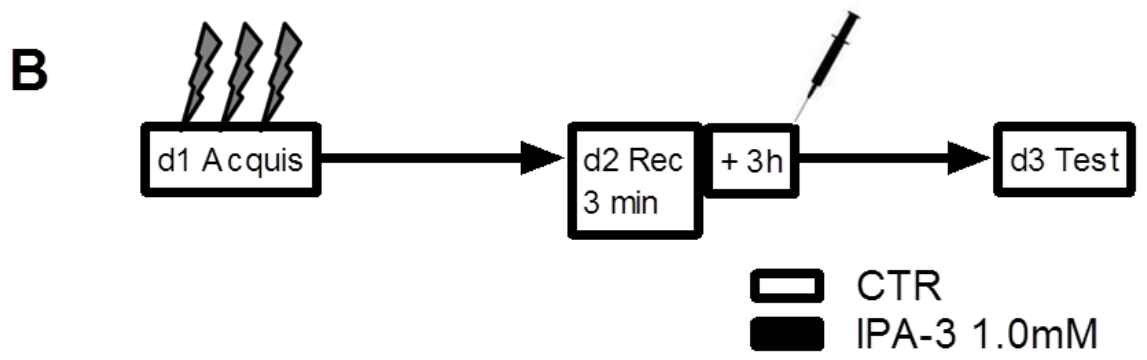 B
d1 Acquis
d2 Rec
3 min
+ 3h
d3 Test
CTR
IPA-3 1.0mM